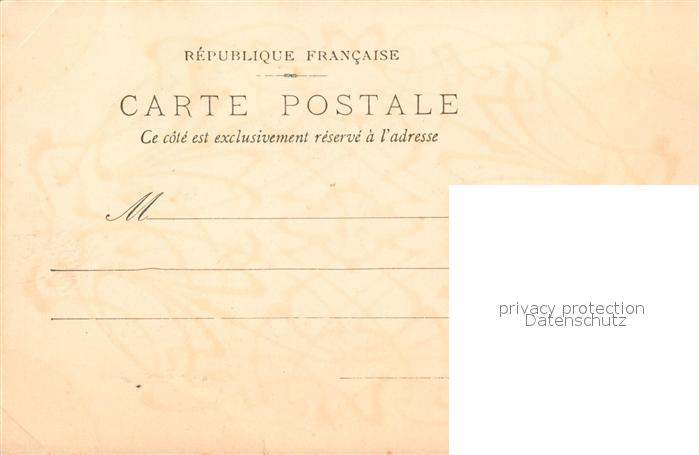 RÉPUBLIQUE FRANÇAISE
CARTE POSTALE
Ce côté est exclusivement réservé à l'adresse
M
privacy protection
Datenschutz